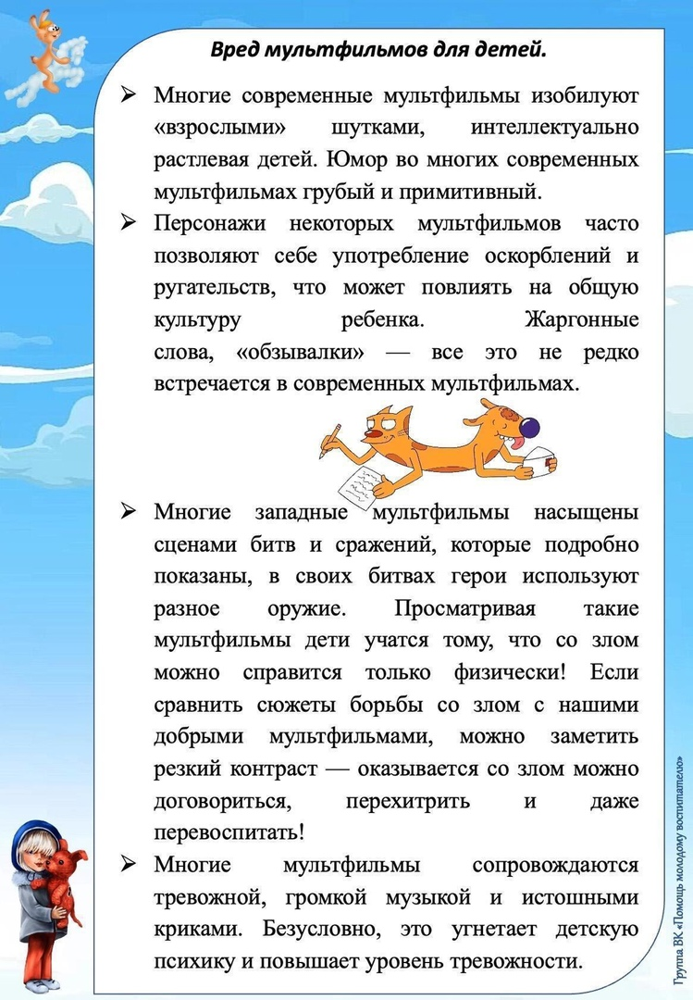 Вред мультфильмов для детей.
➢ Многие современные мультфильмы изобилуют
«взрослыми» шутками, интеллектуально
растлевая детей. Юмор во многих современных
мультфильмах грубый и примитивный.
➢ Персонажи некоторых мультфильмов часто
позволяют себе употребление оскорблений и
ругательств, что может повлиять на общую
культуру ребенка. Жаргонные
слова, «обзывалки» — все это не редко
встречается в современных мультфильмах.
➢ Многие западные мультфильмы насыщены
сценами битв и сражений, которые подробно
показаны, в своих битвах герои используют
разное оружие. Просматривая такие
мультфильмы дети учатся тому, что со злом
можно справится только физически! Если
сравнить сюжеты борьбы со злом с нашими
добрыми мультфильмами, можно заметить
резкий контраст — оказывается со злом можно
договориться, перехитрить и даже
перевоспитать!
➢ Многие мультфильмы сопровождаются
тревожной, громкой музыкой и истошными
криками. Безусловно, это угнетает детскую
психику и повышает уровень тревожности.
Группа ВК «Помощь молодому воспитателю»